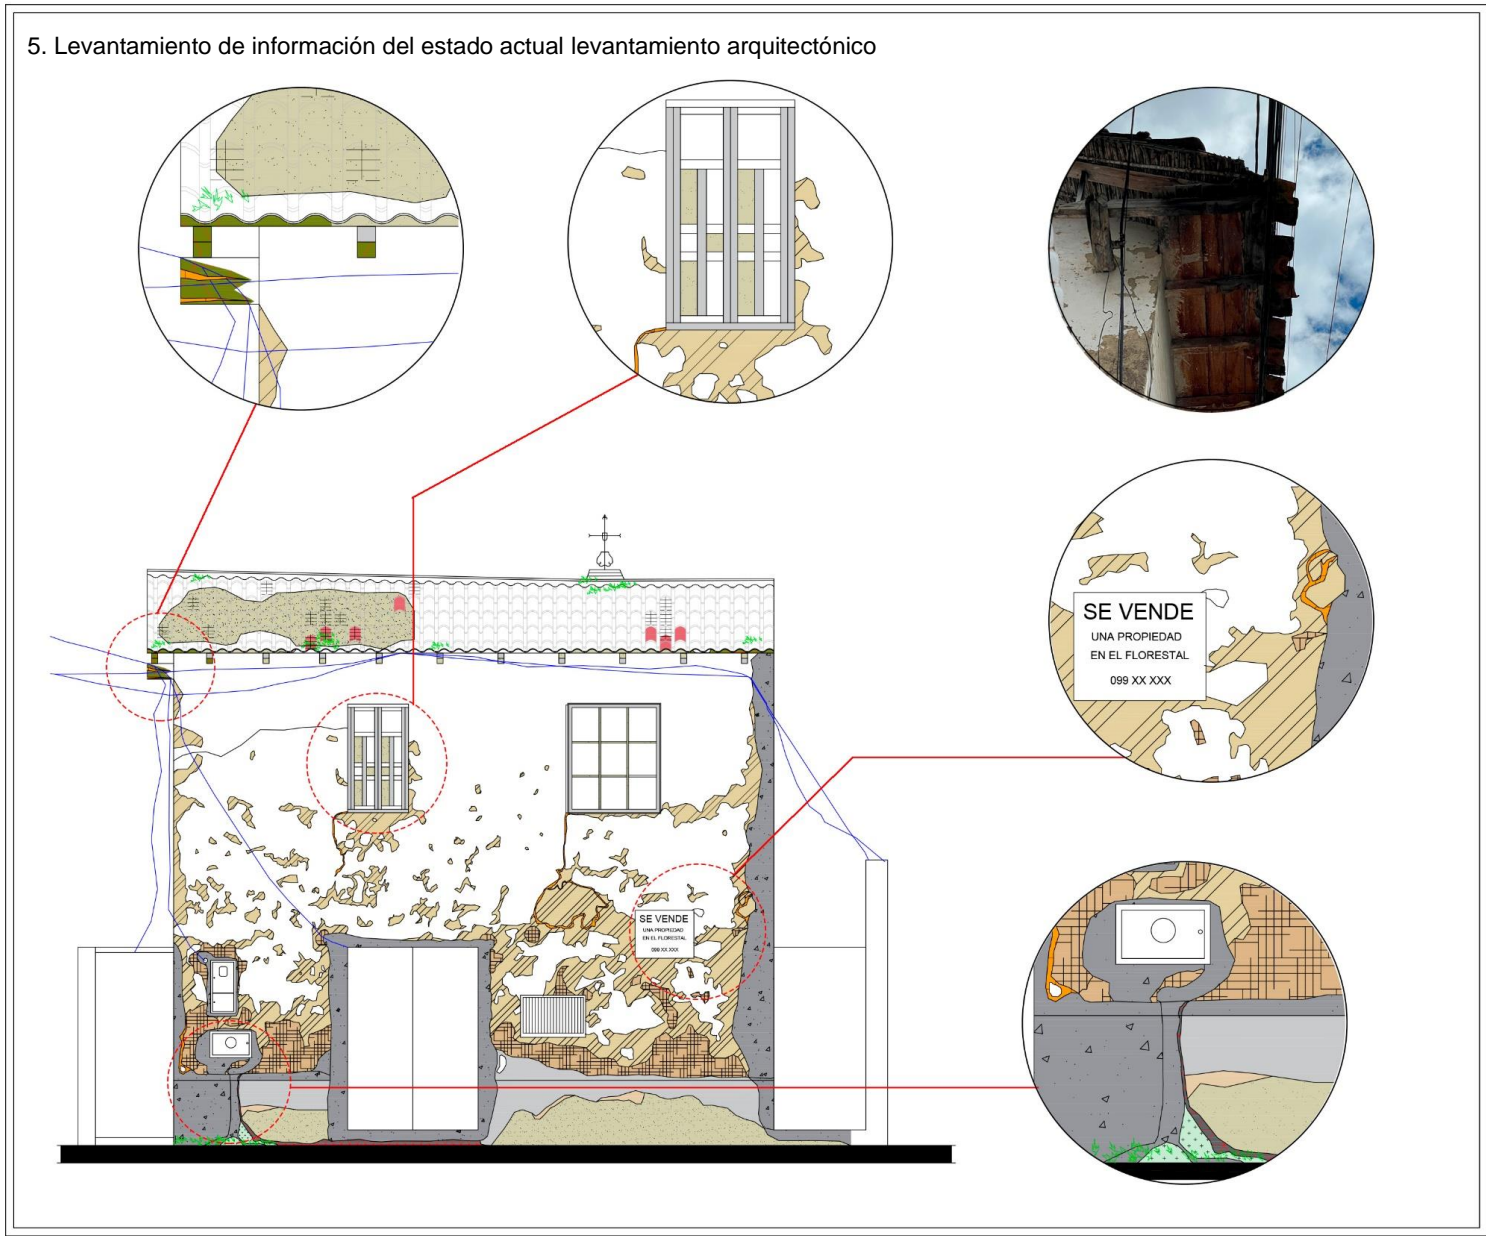 5. Levantamiento de información del estado actual levantamiento arquitectónico
SE VENDE
UNA PROPIEDAD
EN EL FLORESTAL
099 XX XXX
SE VENDE
UNA PROPIEDAD
EN EL FLORESTAL
099 XX XXX